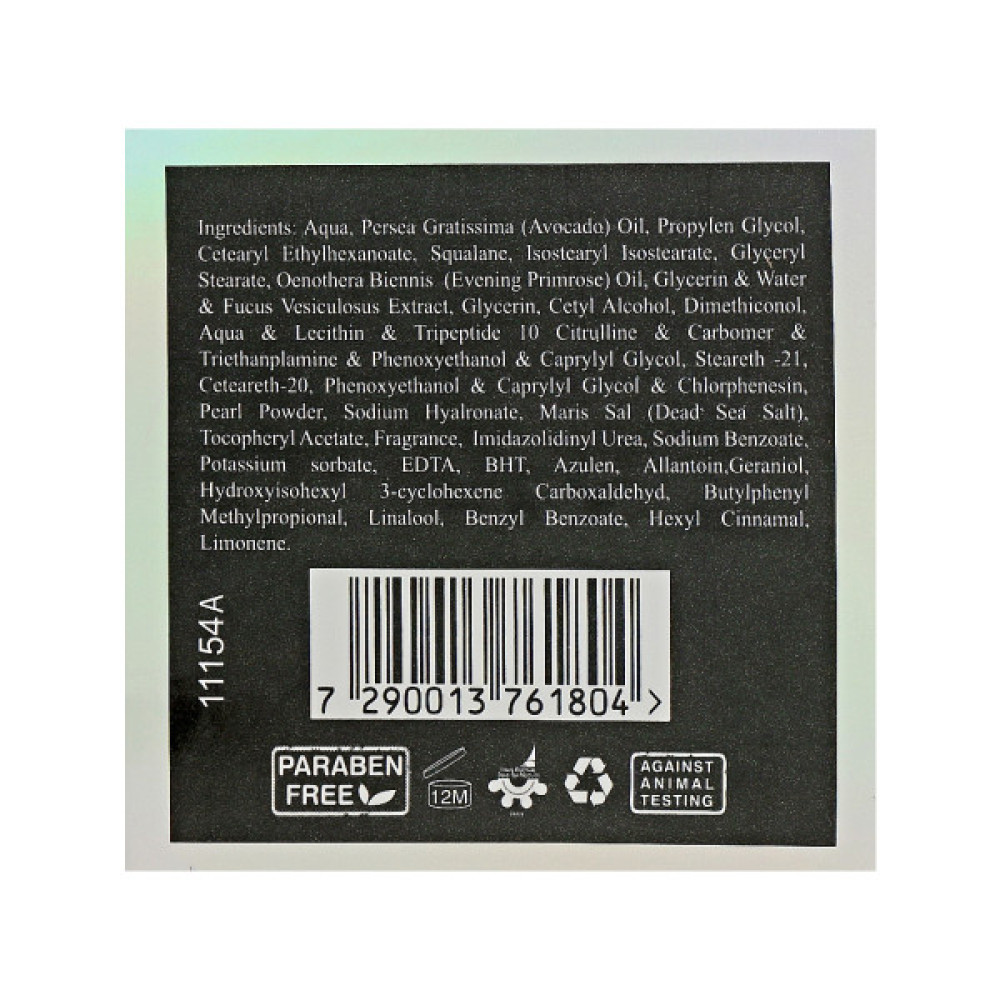 Ingredients: Aqua, Persea Gratissima (Avocado) Oil, Propylen Glycol,
Cetearyl Ethylhexanoate, Squalane, Isostearyl Isostearate, Glyceryl
Stearate, Oenothera Biennis (Evening Primrose) Oil, Glycerin & Water
& Fucus Vesiculosus Extract, Glycerin, Cetyl Alcohol, Dimethiconol,
Aqua & Lecithin & Tripeptide 10 Citrulline & Carbomer &
Triethanplamine & Phenoxyethanol & Caprylyl Glycol, Steareth -21,
Ceteareth-20, Phenoxyethanol & Caprylyl Glycol & Chlorphenesin,
Pearl Powder, Sodium Hyalronate, Maris Sal (Dead Sea Salt),
Tocopheryl Acetate, Fragrance, Imidazolidinyl Urea, Sodium Benzoate,
Potassium sorbate, EDTA, BHT, Azulen, Allantoin,Geraniol,
Hydroxyisohexyl 3-cyclohexene Carboxaldehyd, Butylphenyl
Methylpropional, Linalool, Benzyl Benzoate, Hexyl Cinnamal,
Limonene.
11154A
7 290013 761804 >
PARABEN
FREE
12M
AGAINST
ANIMAL
TESTING